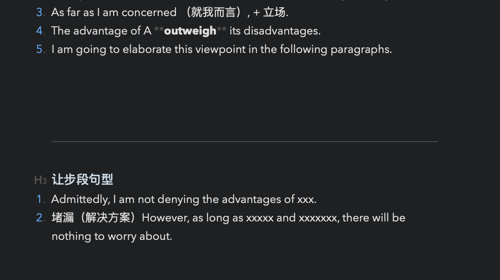 3. As far as I am concerned （就我而言）, + 立场.
4. The advantage of A **outweigh** its disadvantages.
5. I am going to elaborate this viewpoint in the following paragraphs.
H3 让步段句型
1. Admittedly, I am not denying the advantages of xxx.
2. 堵漏（解决方案）However, as long as xxxxx and xxxxxxx, there will be
nothing to worry about.